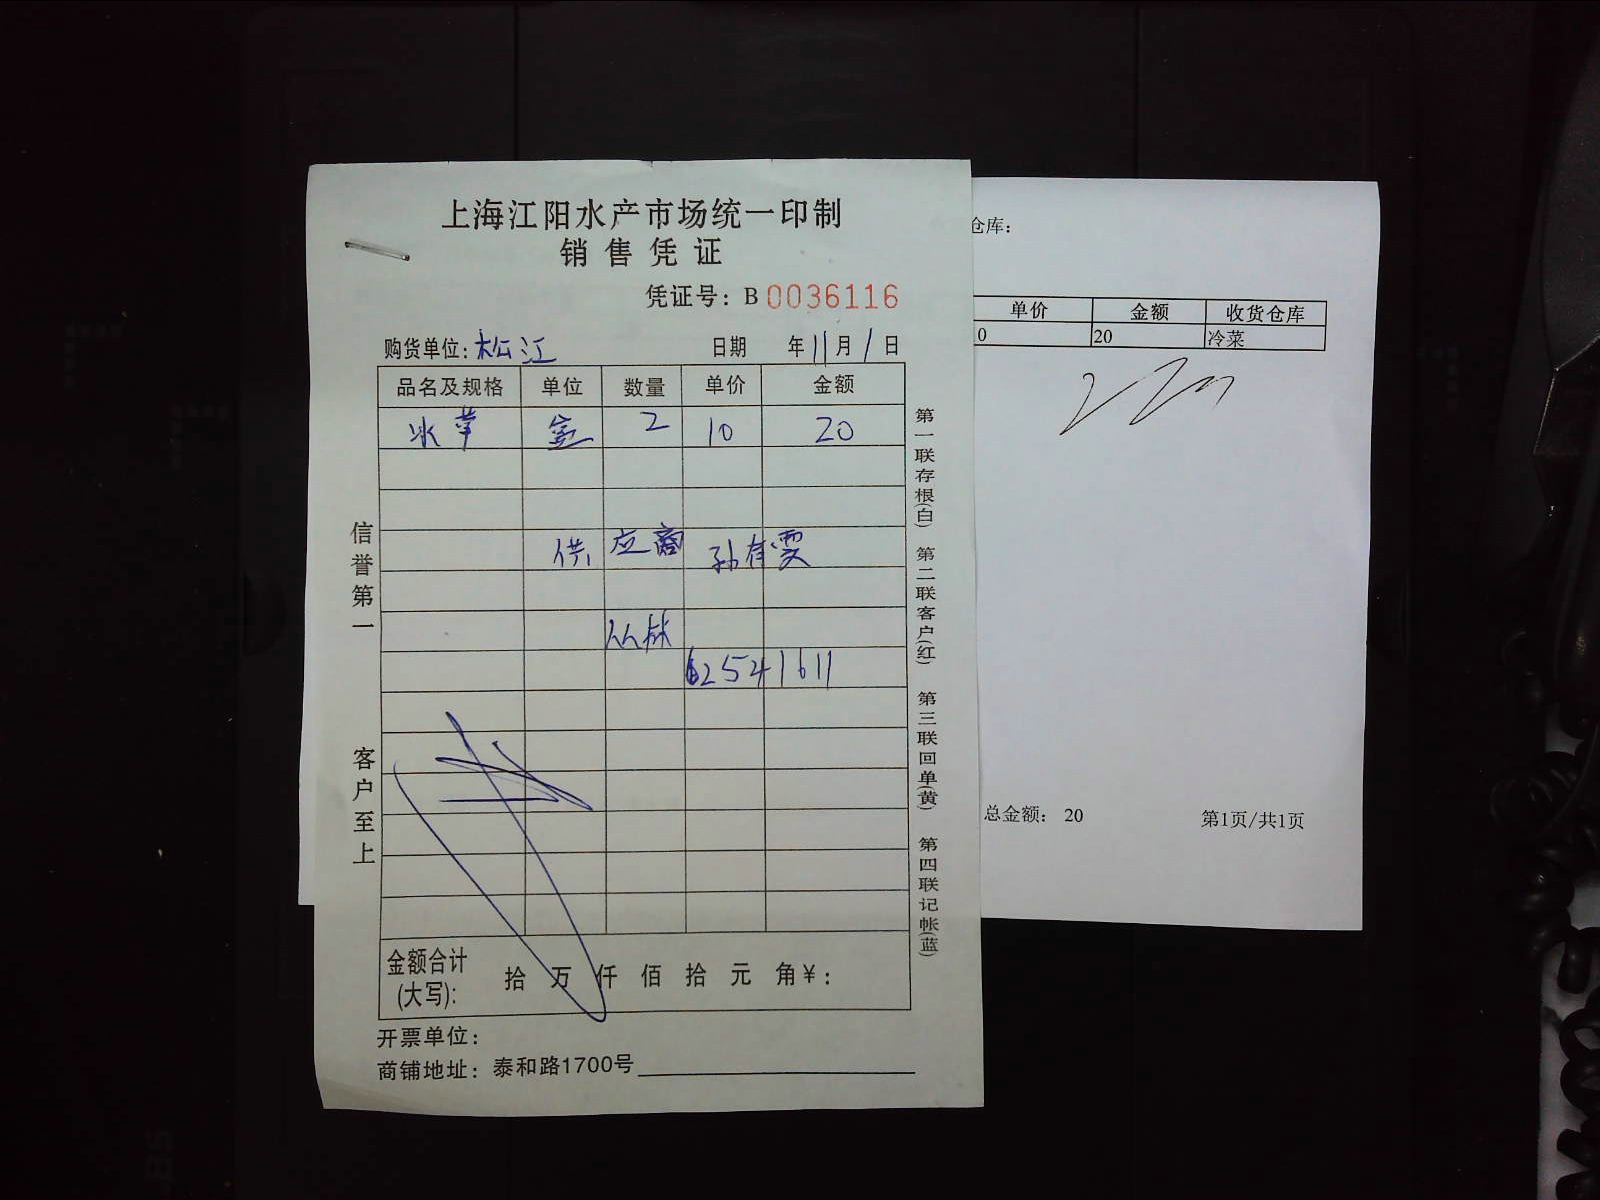 上海江阳水产市场统一印制
销售凭证
凭证号：B 0036116
购货单位：松江 日期 年11月1日
品名及规格 单位 数量 单价 金额
冰草 盒 2 10 20
供应商 孙有雯
丛林
62541611
信誉第一
客户至上
第一联存根(白) 第二联客户(红) 第三联回单(黄) 第四联记帐(蓝)
金额合计(大写)： 拾 万 仟 佰 拾 元 角￥：
开票单位：
商铺地址：泰和路1700号
仓库：
单价 金额 收货仓库
0 20 冷菜
总金额： 20 第1页/共1页